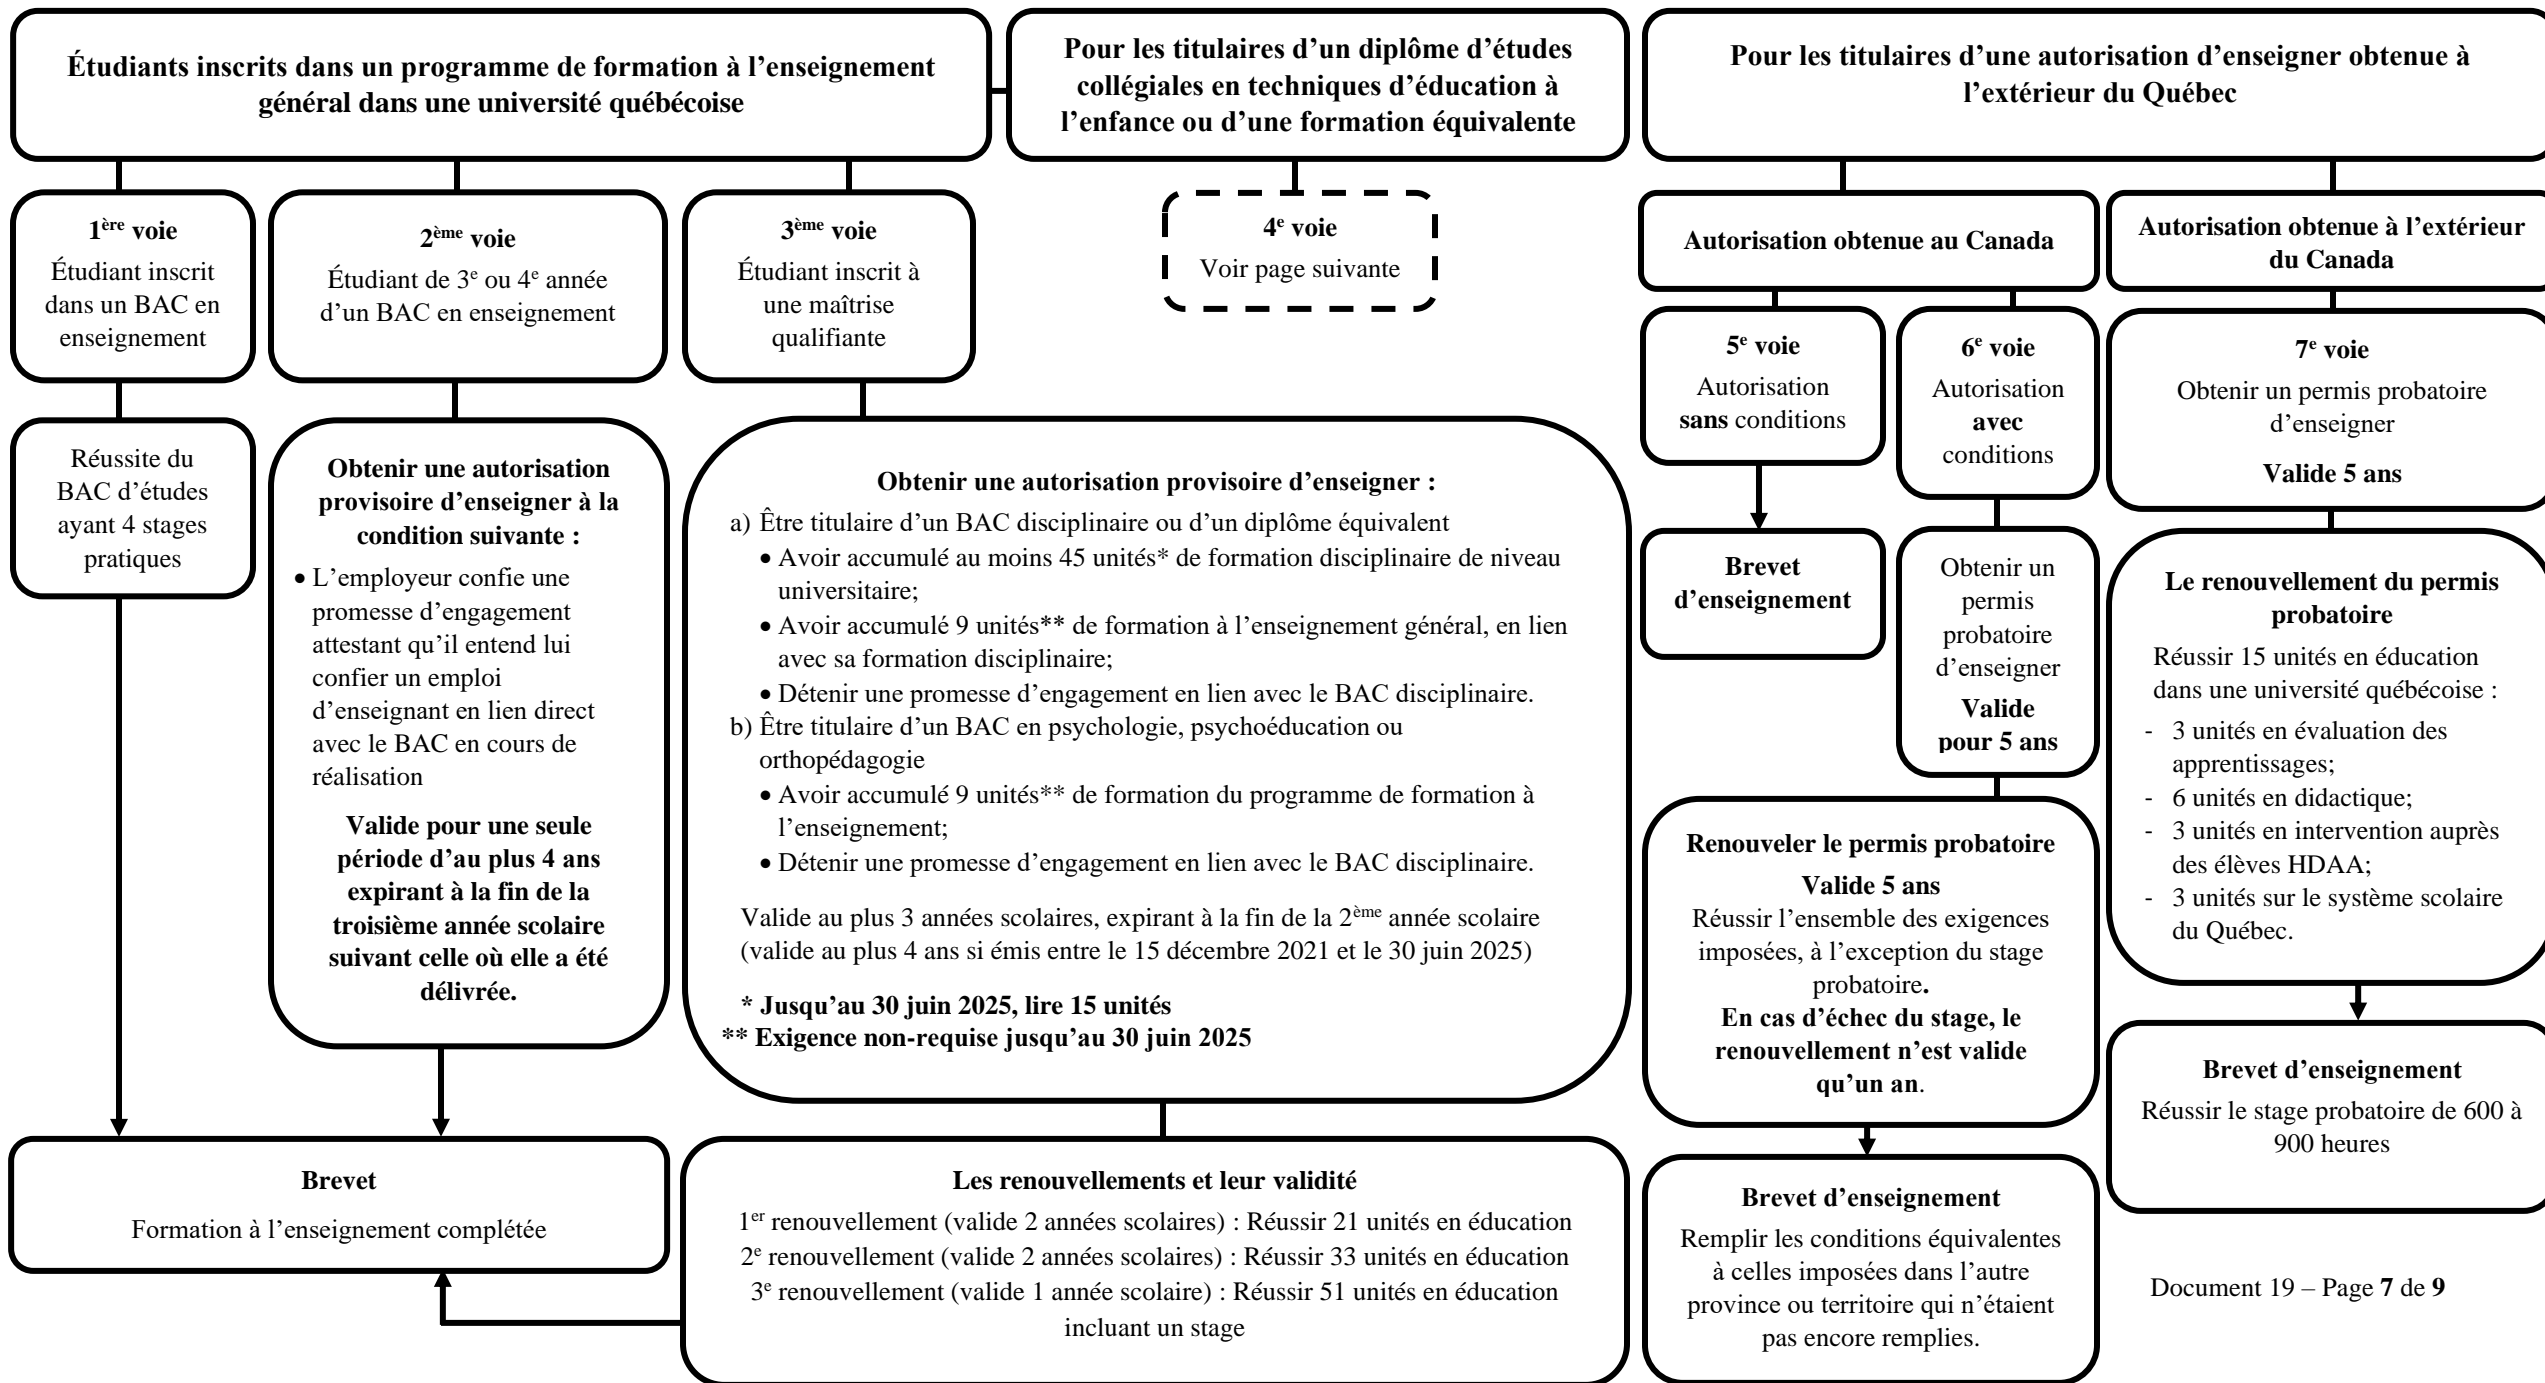 Étudiants inscrits dans un programme de formation à l’enseignement
général dans une université québécoise
Pour les titulaires d’un diplôme d’études
collégiales en techniques d’éducation à
l’enfance ou d’une formation équivalente
Pour les titulaires d’une autorisation d’enseigner obtenue à
l’extérieur du Québec
1ère voie
Étudiant inscrit
dans un BAC en
enseignement
2ème voie
Étudiant de 3e ou 4e année
d’un BAC en enseignement
3ème voie
Étudiant inscrit à
une maîtrise
qualifiante
4e voie
Voir page suivante
Autorisation obtenue au Canada
Autorisation obtenue à l’extérieur
du Canada
5e voie
Autorisation
sans conditions
6e voie
Autorisation
avec
conditions
7e voie
Obtenir un permis probatoire
d’enseigner
Valide 5 ans
Réussite du
BAC d’études
ayant 4 stages
pratiques
Obtenir une autorisation
provisoire d’enseigner à la
condition suivante :
• L’employeur confie une
promesse d’engagement
attestant qu’il entend lui
confier un emploi
d’enseignant en lien direct
avec le BAC en cours de
réalisation
Valide pour une seule
période d’au plus 4 ans
expirant à la fin de la
troisième année scolaire
suivant celle où elle a été
délivrée.
Obtenir une autorisation provisoire d’enseigner :
a) Être titulaire d’un BAC disciplinaire ou d’un diplôme équivalent
• Avoir accumulé au moins 45 unités* de formation disciplinaire de niveau
universitaire;
• Avoir accumulé 9 unités** de formation à l’enseignement général, en lien
avec sa formation disciplinaire;
• Détenir une promesse d’engagement en lien avec le BAC disciplinaire.
b) Être titulaire d’un BAC en psychologie, psychoéducation ou
orthopédagogie
• Avoir accumulé 9 unités** de formation du programme de formation à
l’enseignement;
• Détenir une promesse d’engagement en lien avec le BAC disciplinaire.
Valide au plus 3 années scolaires, expirant à la fin de la 2ème année scolaire
(valide au plus 4 ans si émis entre le 15 décembre 2021 et le 30 juin 2025)
* Jusqu’au 30 juin 2025, lire 15 unités
** Exigence non-requise jusqu’au 30 juin 2025
Brevet
d’enseignement
Obtenir un
permis
probatoire
d’enseigner
Valide
pour 5 ans
Le renouvellement du permis
probatoire
Réussir 15 unités en éducation
dans une université québécoise :
- 3 unités en évaluation des
apprentissages;
- 6 unités en didactique;
- 3 unités en intervention auprès
des élèves HDAA;
- 3 unités sur le système scolaire
du Québec.
Renouveler le permis probatoire
Valide 5 ans
Réussir l’ensemble des exigences
imposées, à l’exception du stage
probatoire.
En cas d’échec du stage, le
renouvellement n’est valide
qu’un an.
Brevet d’enseignement
Réussir le stage probatoire de 600 à
900 heures
Brevet
Formation à l’enseignement complétée
Les renouvellements et leur validité
1er renouvellement (valide 2 années scolaires) : Réussir 21 unités en éducation
2e renouvellement (valide 2 années scolaires) : Réussir 33 unités en éducation
3e renouvellement (valide 1 année scolaire) : Réussir 51 unités en éducation
incluant un stage
Brevet d’enseignement
Remplir les conditions équivalentes
à celles imposées dans l’autre
province ou territoire qui n’étaient
pas encore remplies.
Document 19 – Page 7 de 9